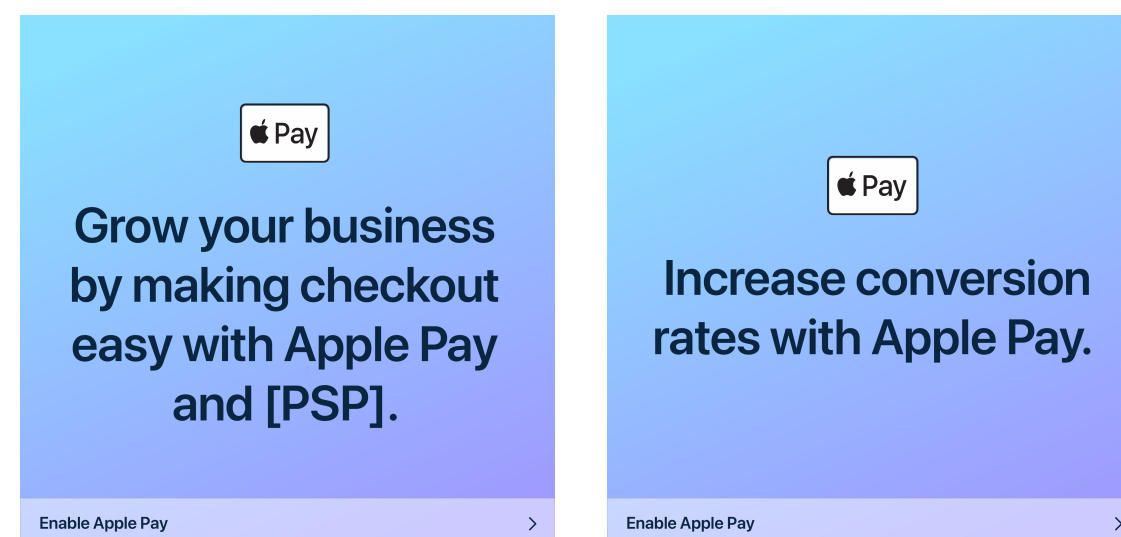 Pay
Grow your business
by making checkout
easy with Apple Pay
and [PSP].
Enable Apple Pay
Pay
Increase conversion
rates with Apple Pay.
Enable Apple Pay